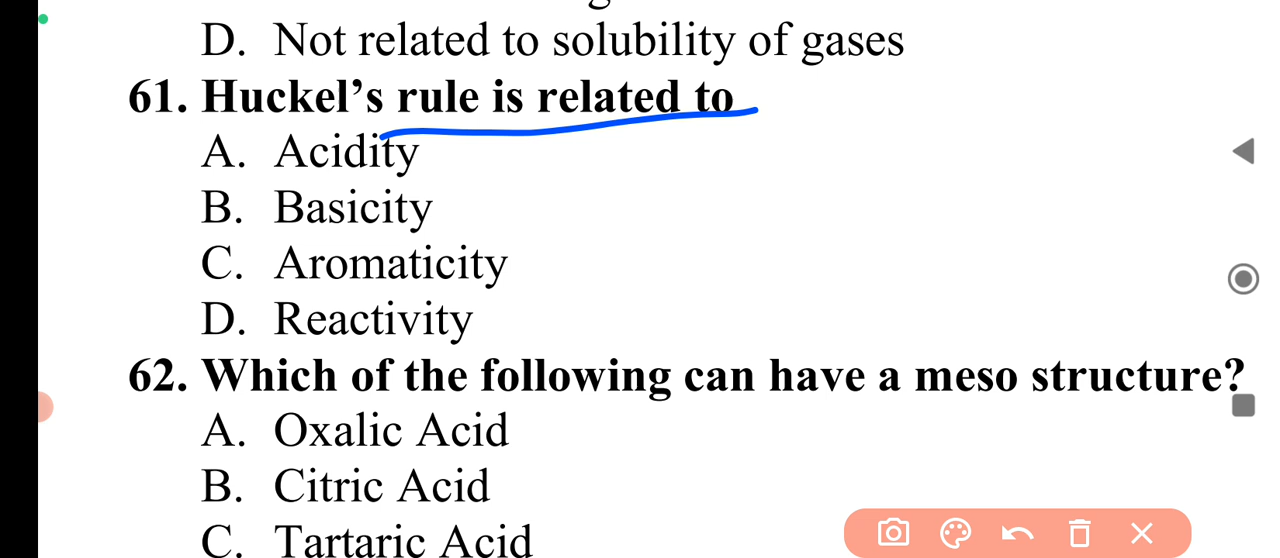 D. Not related to solubility of gases
61. Huckel’s rule is related to
A. Acidity
B. Basicity
C. Aromaticity
D. Reactivity
62. Which of the following can have a meso structure?
A. Oxalic Acid
B. Citric Acid
C. Tartaric Acid